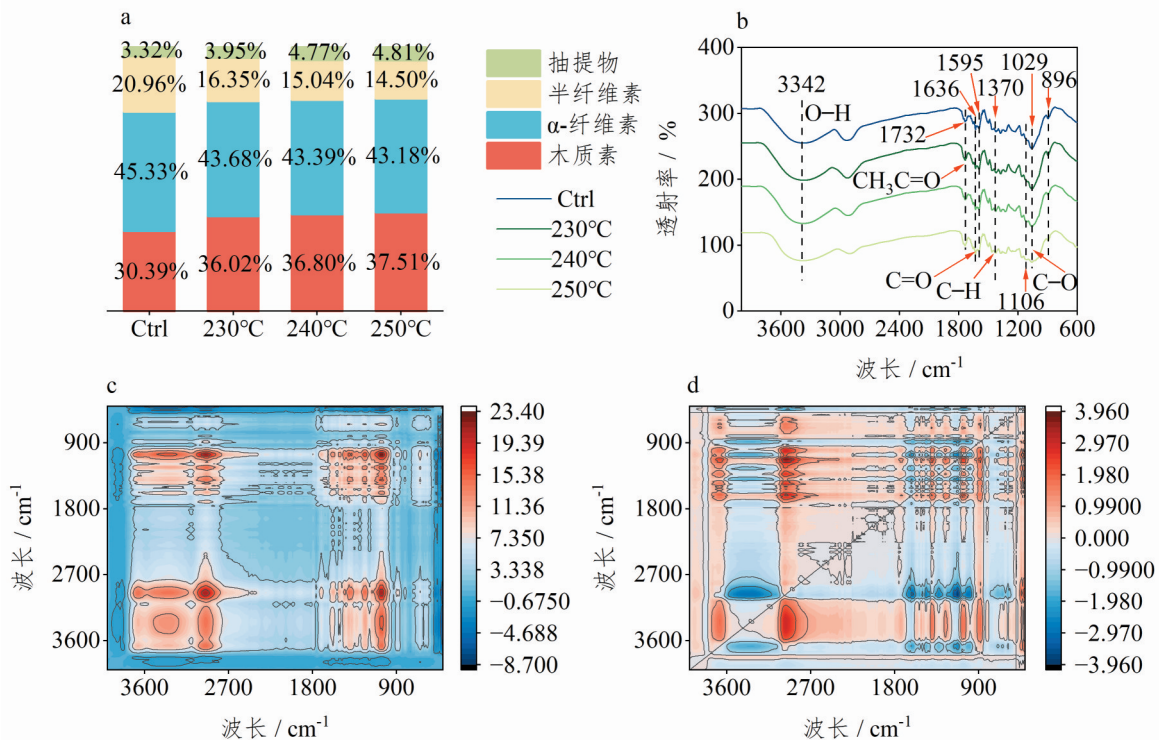 a
3.32% 3.95% 4.77% 4.81%
20.96% 16.35% 15.04% 14.50%
45.33% 43.68% 43.39% 43.18%
30.39% 36.02% 36.80% 37.51%
Ctrl 230℃ 240℃ 250℃
抽提物
半纤维素
α-纤维素
木质素
Ctrl
230℃
240℃
250℃
b
400
300
200
100
0
透射率 / %
3342
O-H
1732
1636
1595
1370
1029
896
CH₃C=O
C=O
C-H
1106
C-O
3600 3000 2400 1800 1200 600
波长 / cm⁻¹
c
900
1800
2700
3600
波长 / cm⁻¹
3600 2700 1800 900
波长 / cm⁻¹
23.40
19.39
15.38
11.36
7.350
3.338
−0.6750
−4.688
−8.700
d
900
1800
2700
3600
波长 / cm⁻¹
3600 2700 1800 900
波长 / cm⁻¹
3.960
2.970
1.980
0.9900
0.000
−0.9900
−1.980
−2.970
−3.960